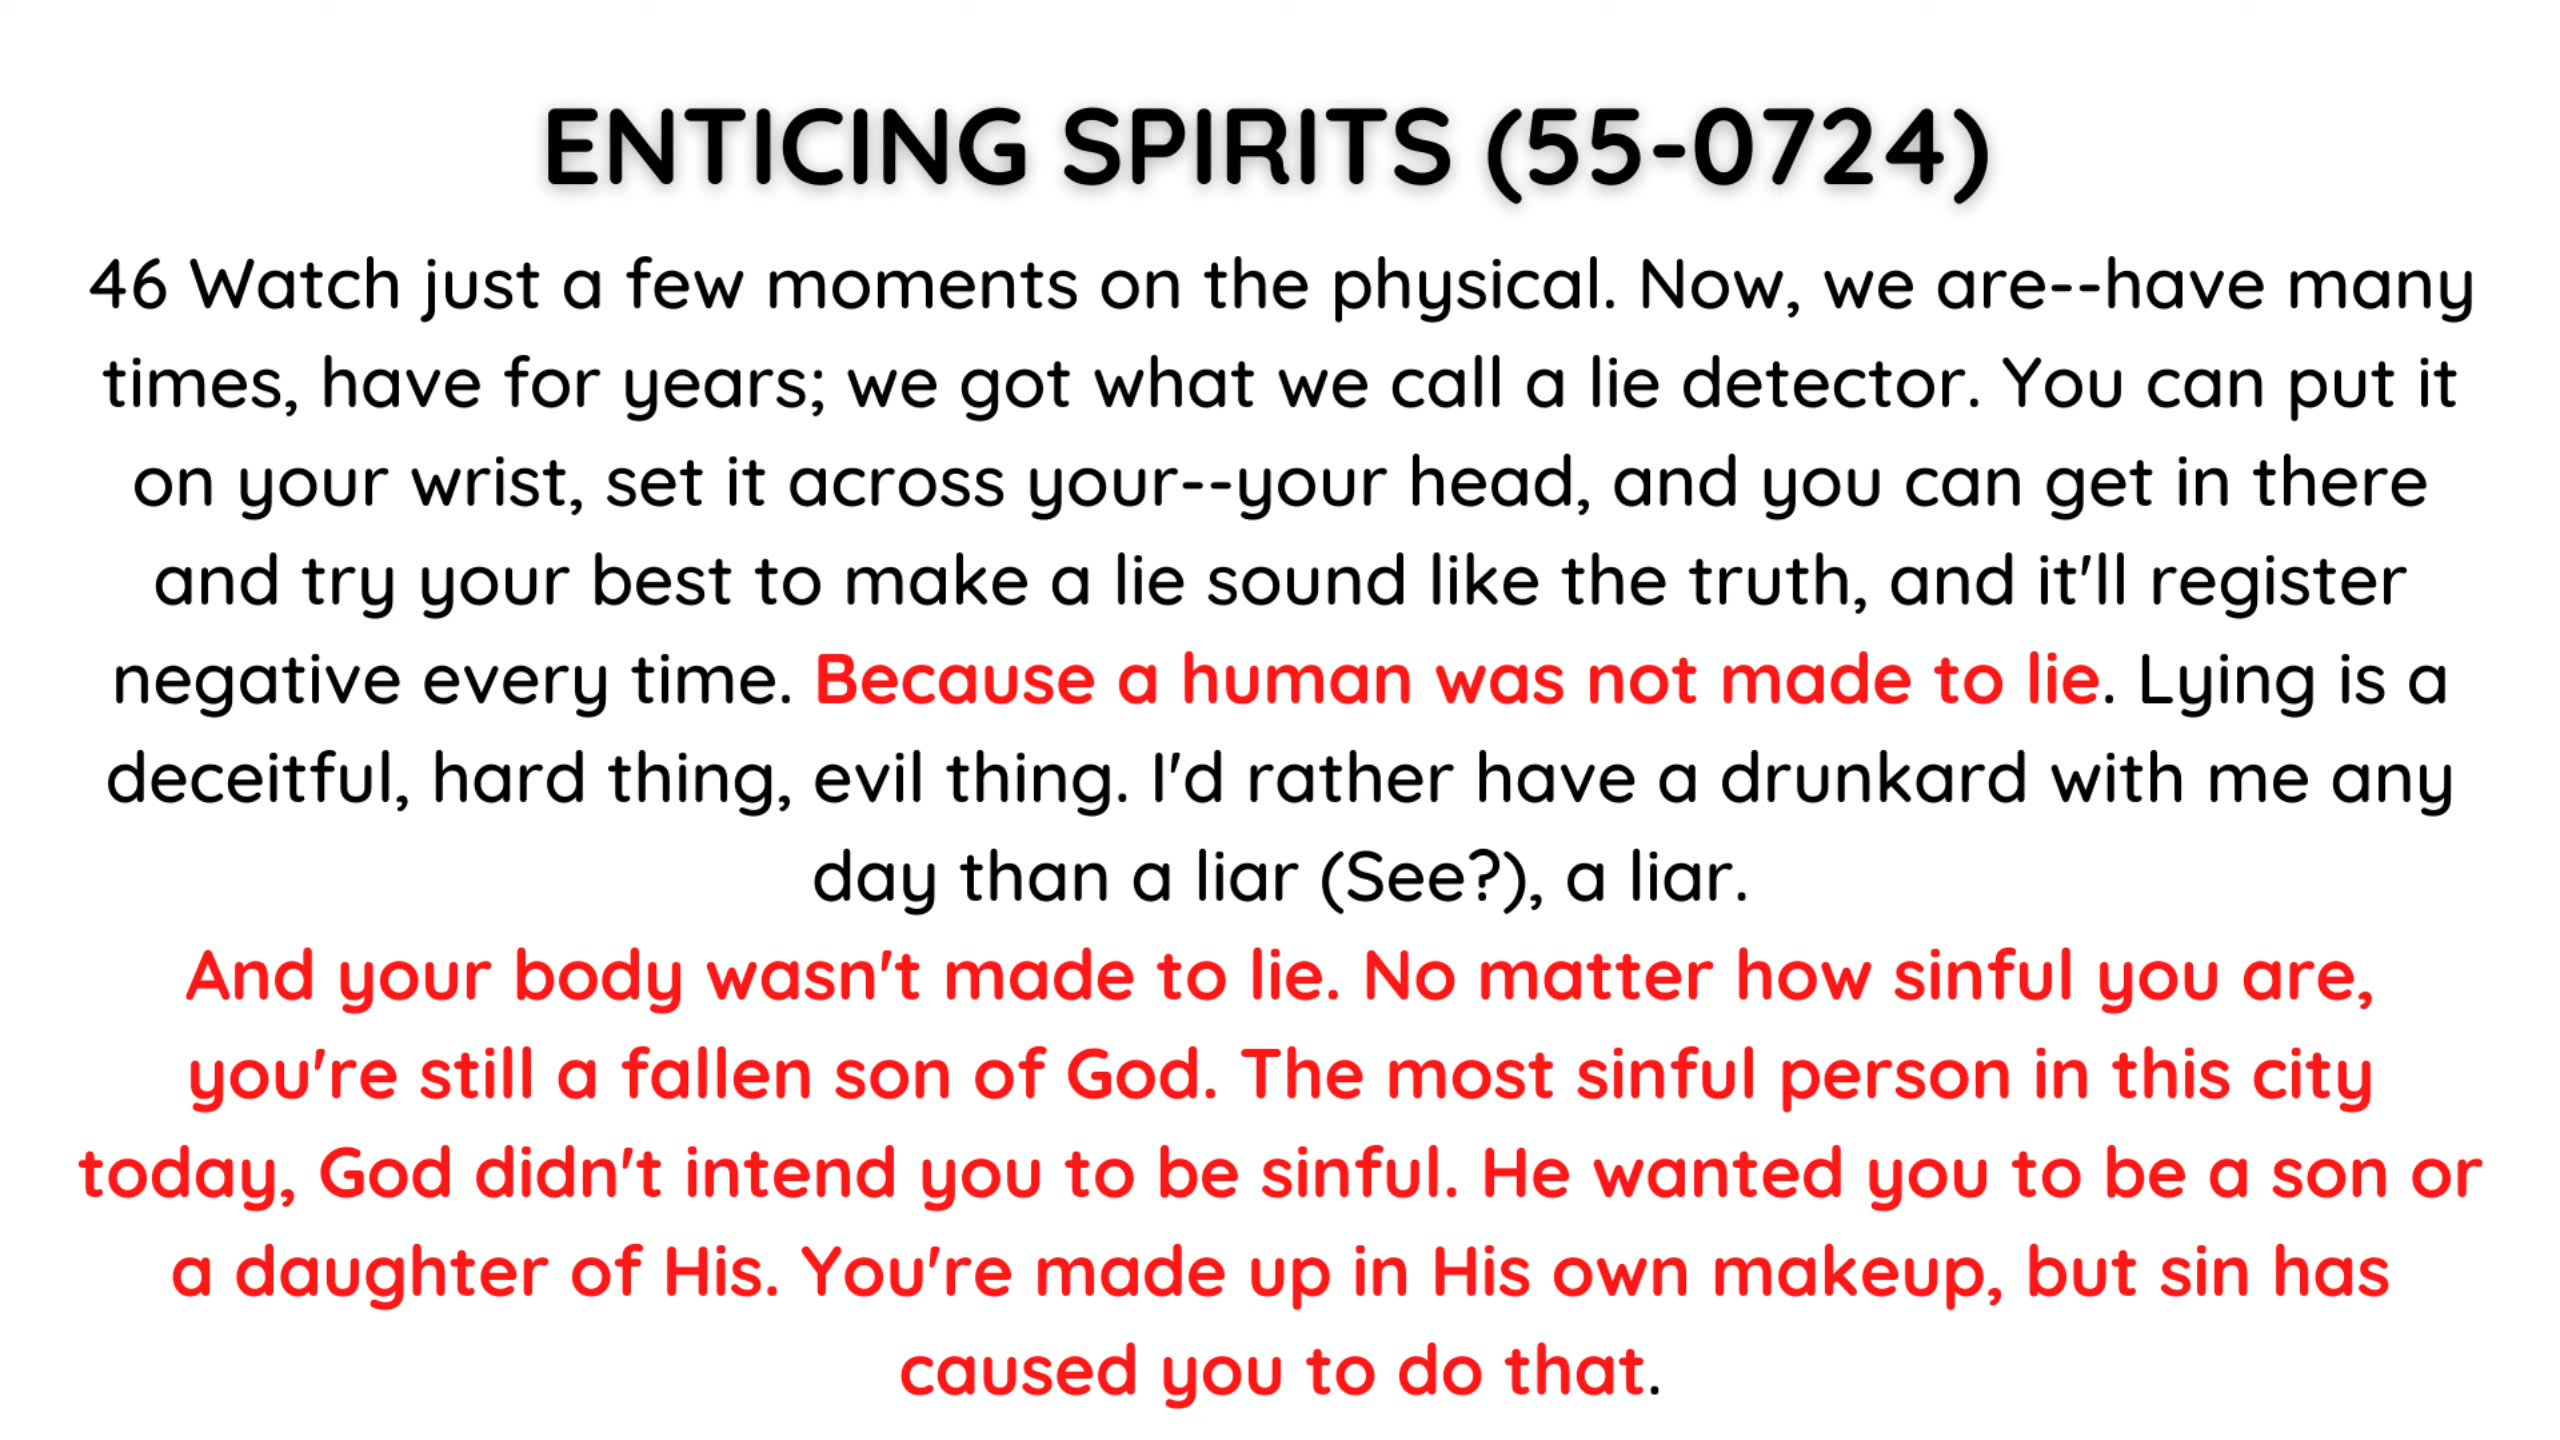 ENTICING SPIRITS (55-0724)
46 Watch just a few moments on the physical. Now, we are--have many
times, have for years; we got what we call a lie detector. You can put it
on your wrist, set it across your--your head, and you can get in there
and try your best to make a lie sound like the truth, and it'll register
negative every time. Because a human was not made to lie. Lying is a
deceitful, hard thing, evil thing. I'd rather have a drunkard with me any
day than a liar (See?), a liar.
And your body wasn't made to lie. No matter how sinful you are,
you're still a fallen son of God. The most sinful person in this city
today, God didn't intend you to be sinful. He wanted you to be a son or
a daughter of His. You're made up in His own makeup, but sin has
caused you to do that.